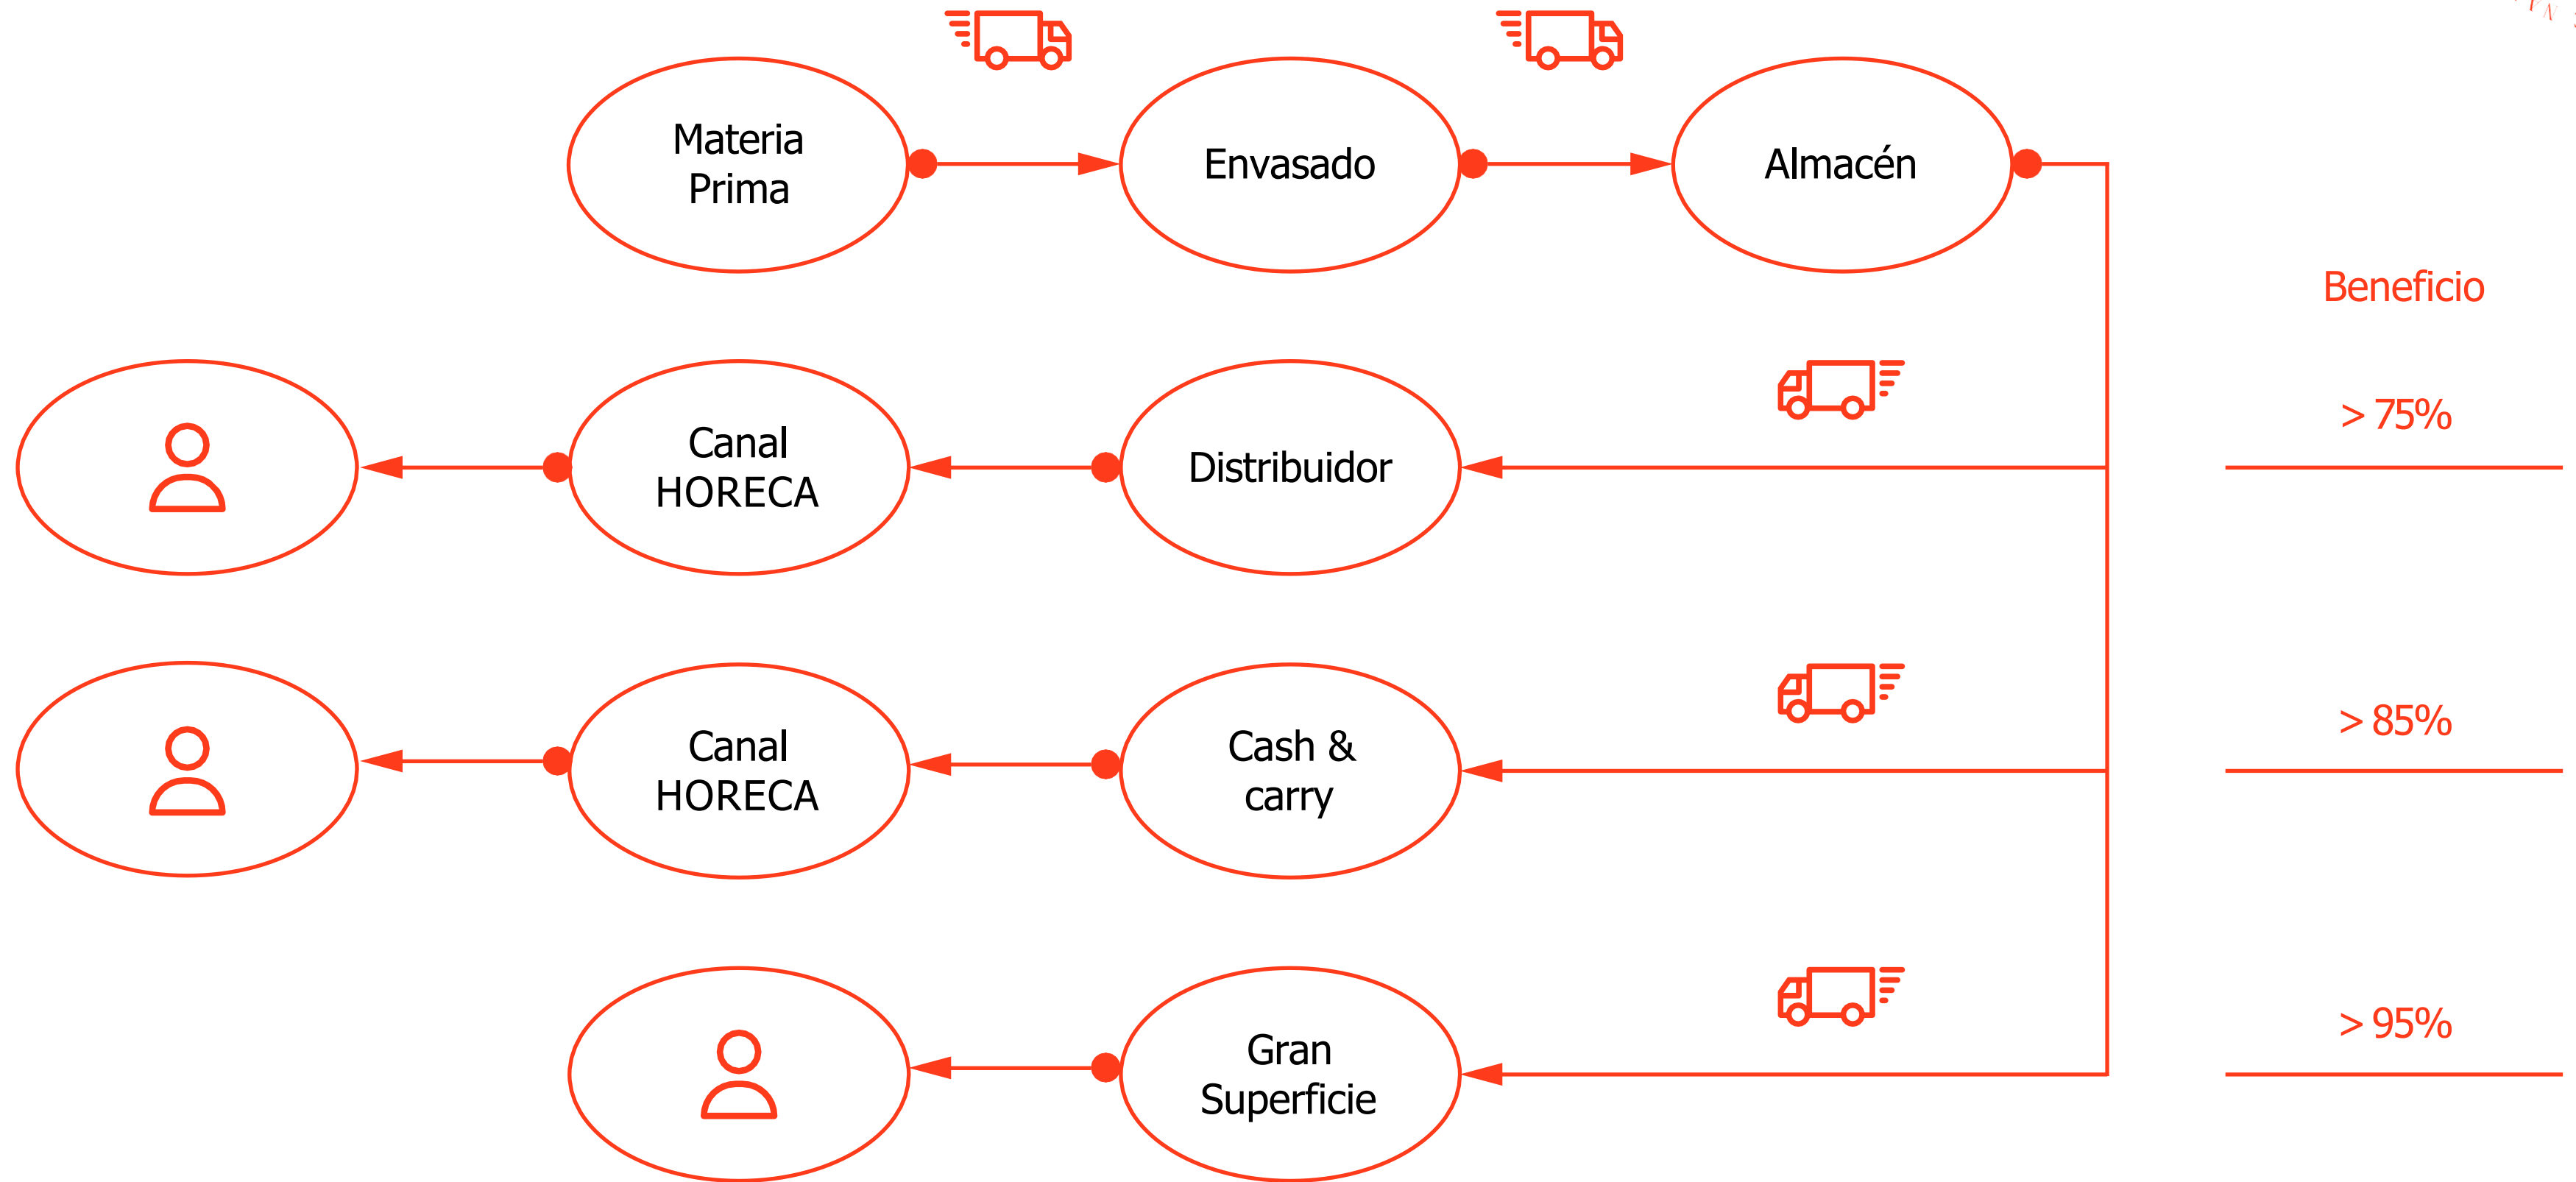 Materia
Prima
Envasado
Almacén
Beneficio
Canal
HORECA
Distribuidor
> 75%
Canal
HORECA
Cash &
carry
> 85%
Gran
Superficie
> 95%